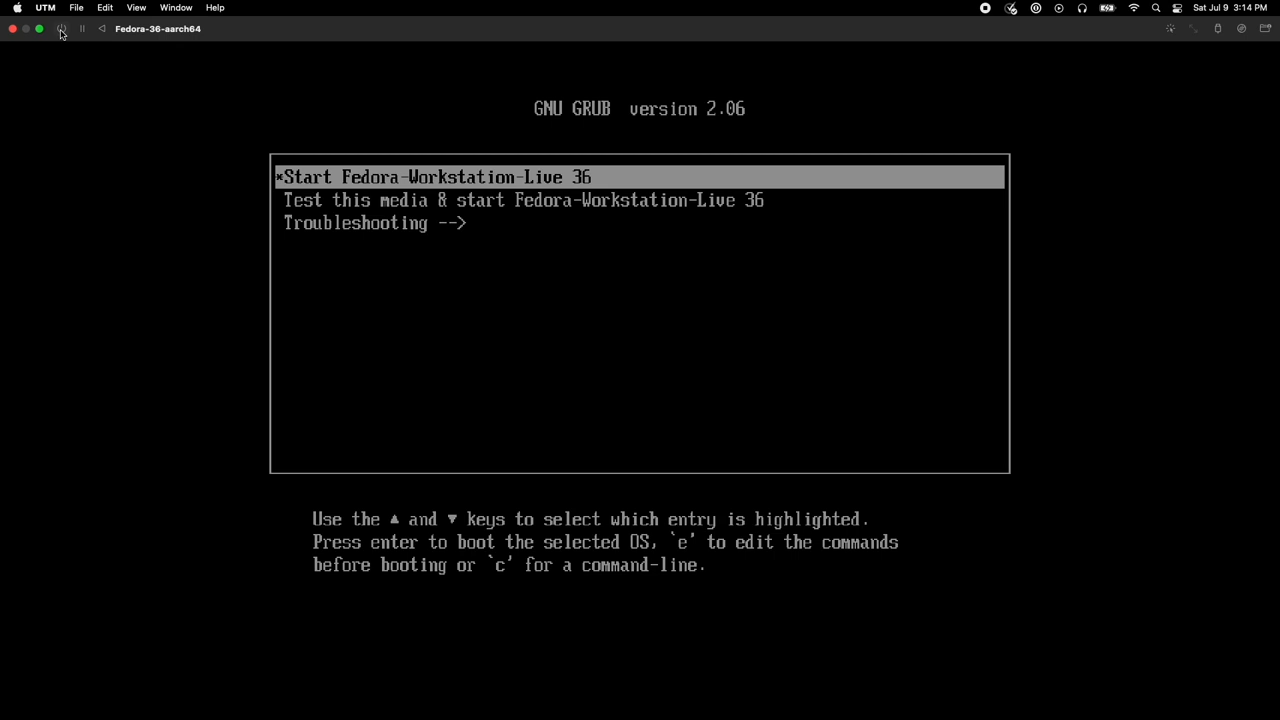 UTM File Edit View Window Help Sat Jul 9 3:14 PM
Fedora-36-aarch64
GNU GRUB version 2.06
*Start Fedora-Workstation-Live 36
Test this media & start Fedora-Workstation-Live 36
Troubleshooting -->
Use the ▲ and ▼ keys to select which entry is highlighted.
Press enter to boot the selected OS, `e' to edit the commands
before booting or `c' for a command-line.